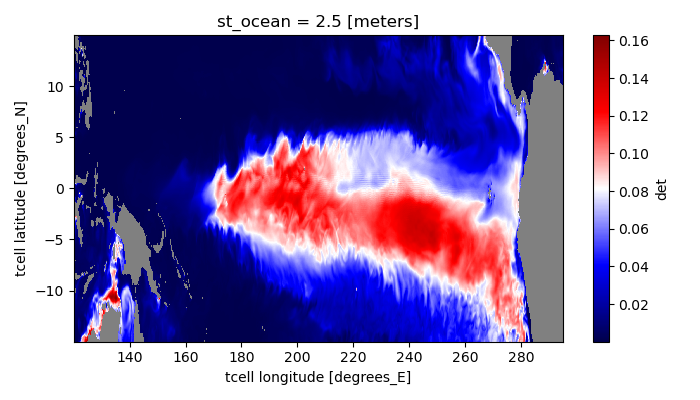 st_ocean = 2.5 [meters]
tcell latitude [degrees_N]
10
5
0
−5
−10
140 160 180 200 220 240 260 280
tcell longitude [degrees_E]
0.16
0.14
0.12
0.10
0.08
0.06
0.04
0.02
det